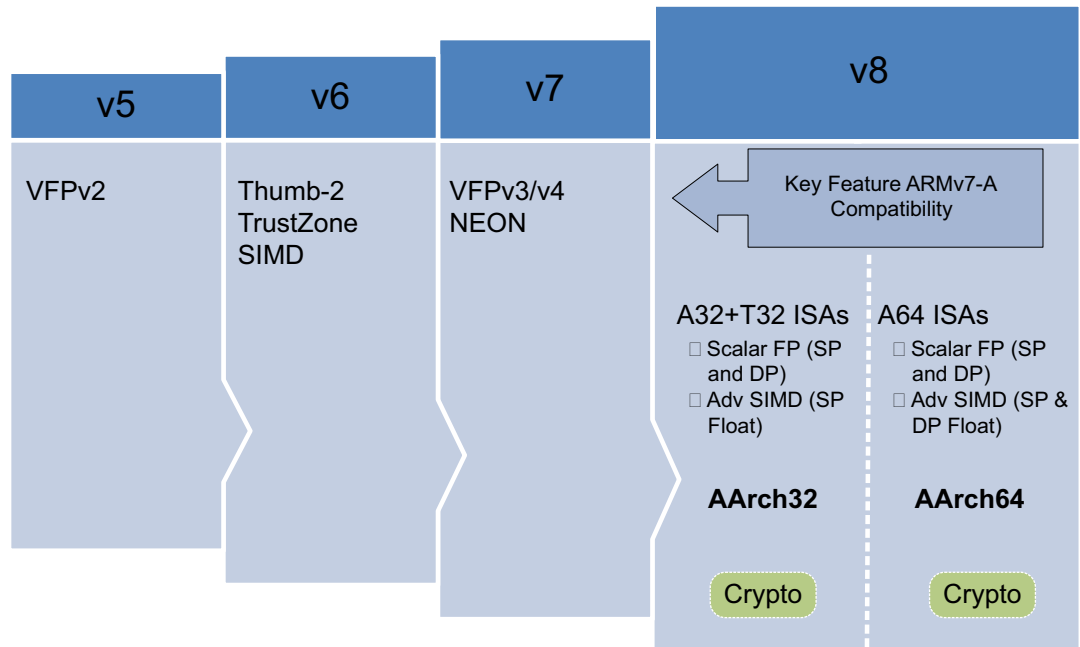 v5
v6
v7
v8
VFPv2
Thumb-2
TrustZone
SIMD
VFPv3/v4
NEON
Key Feature ARMv7-A
Compatibility
A32+T32 ISAs
□ Scalar FP (SP
and DP)
□ Adv SIMD (SP
Float)
AArch32
Crypto
A64 ISAs
□ Scalar FP (SP
and DP)
□ Adv SIMD (SP &
DP Float)
AArch64
Crypto